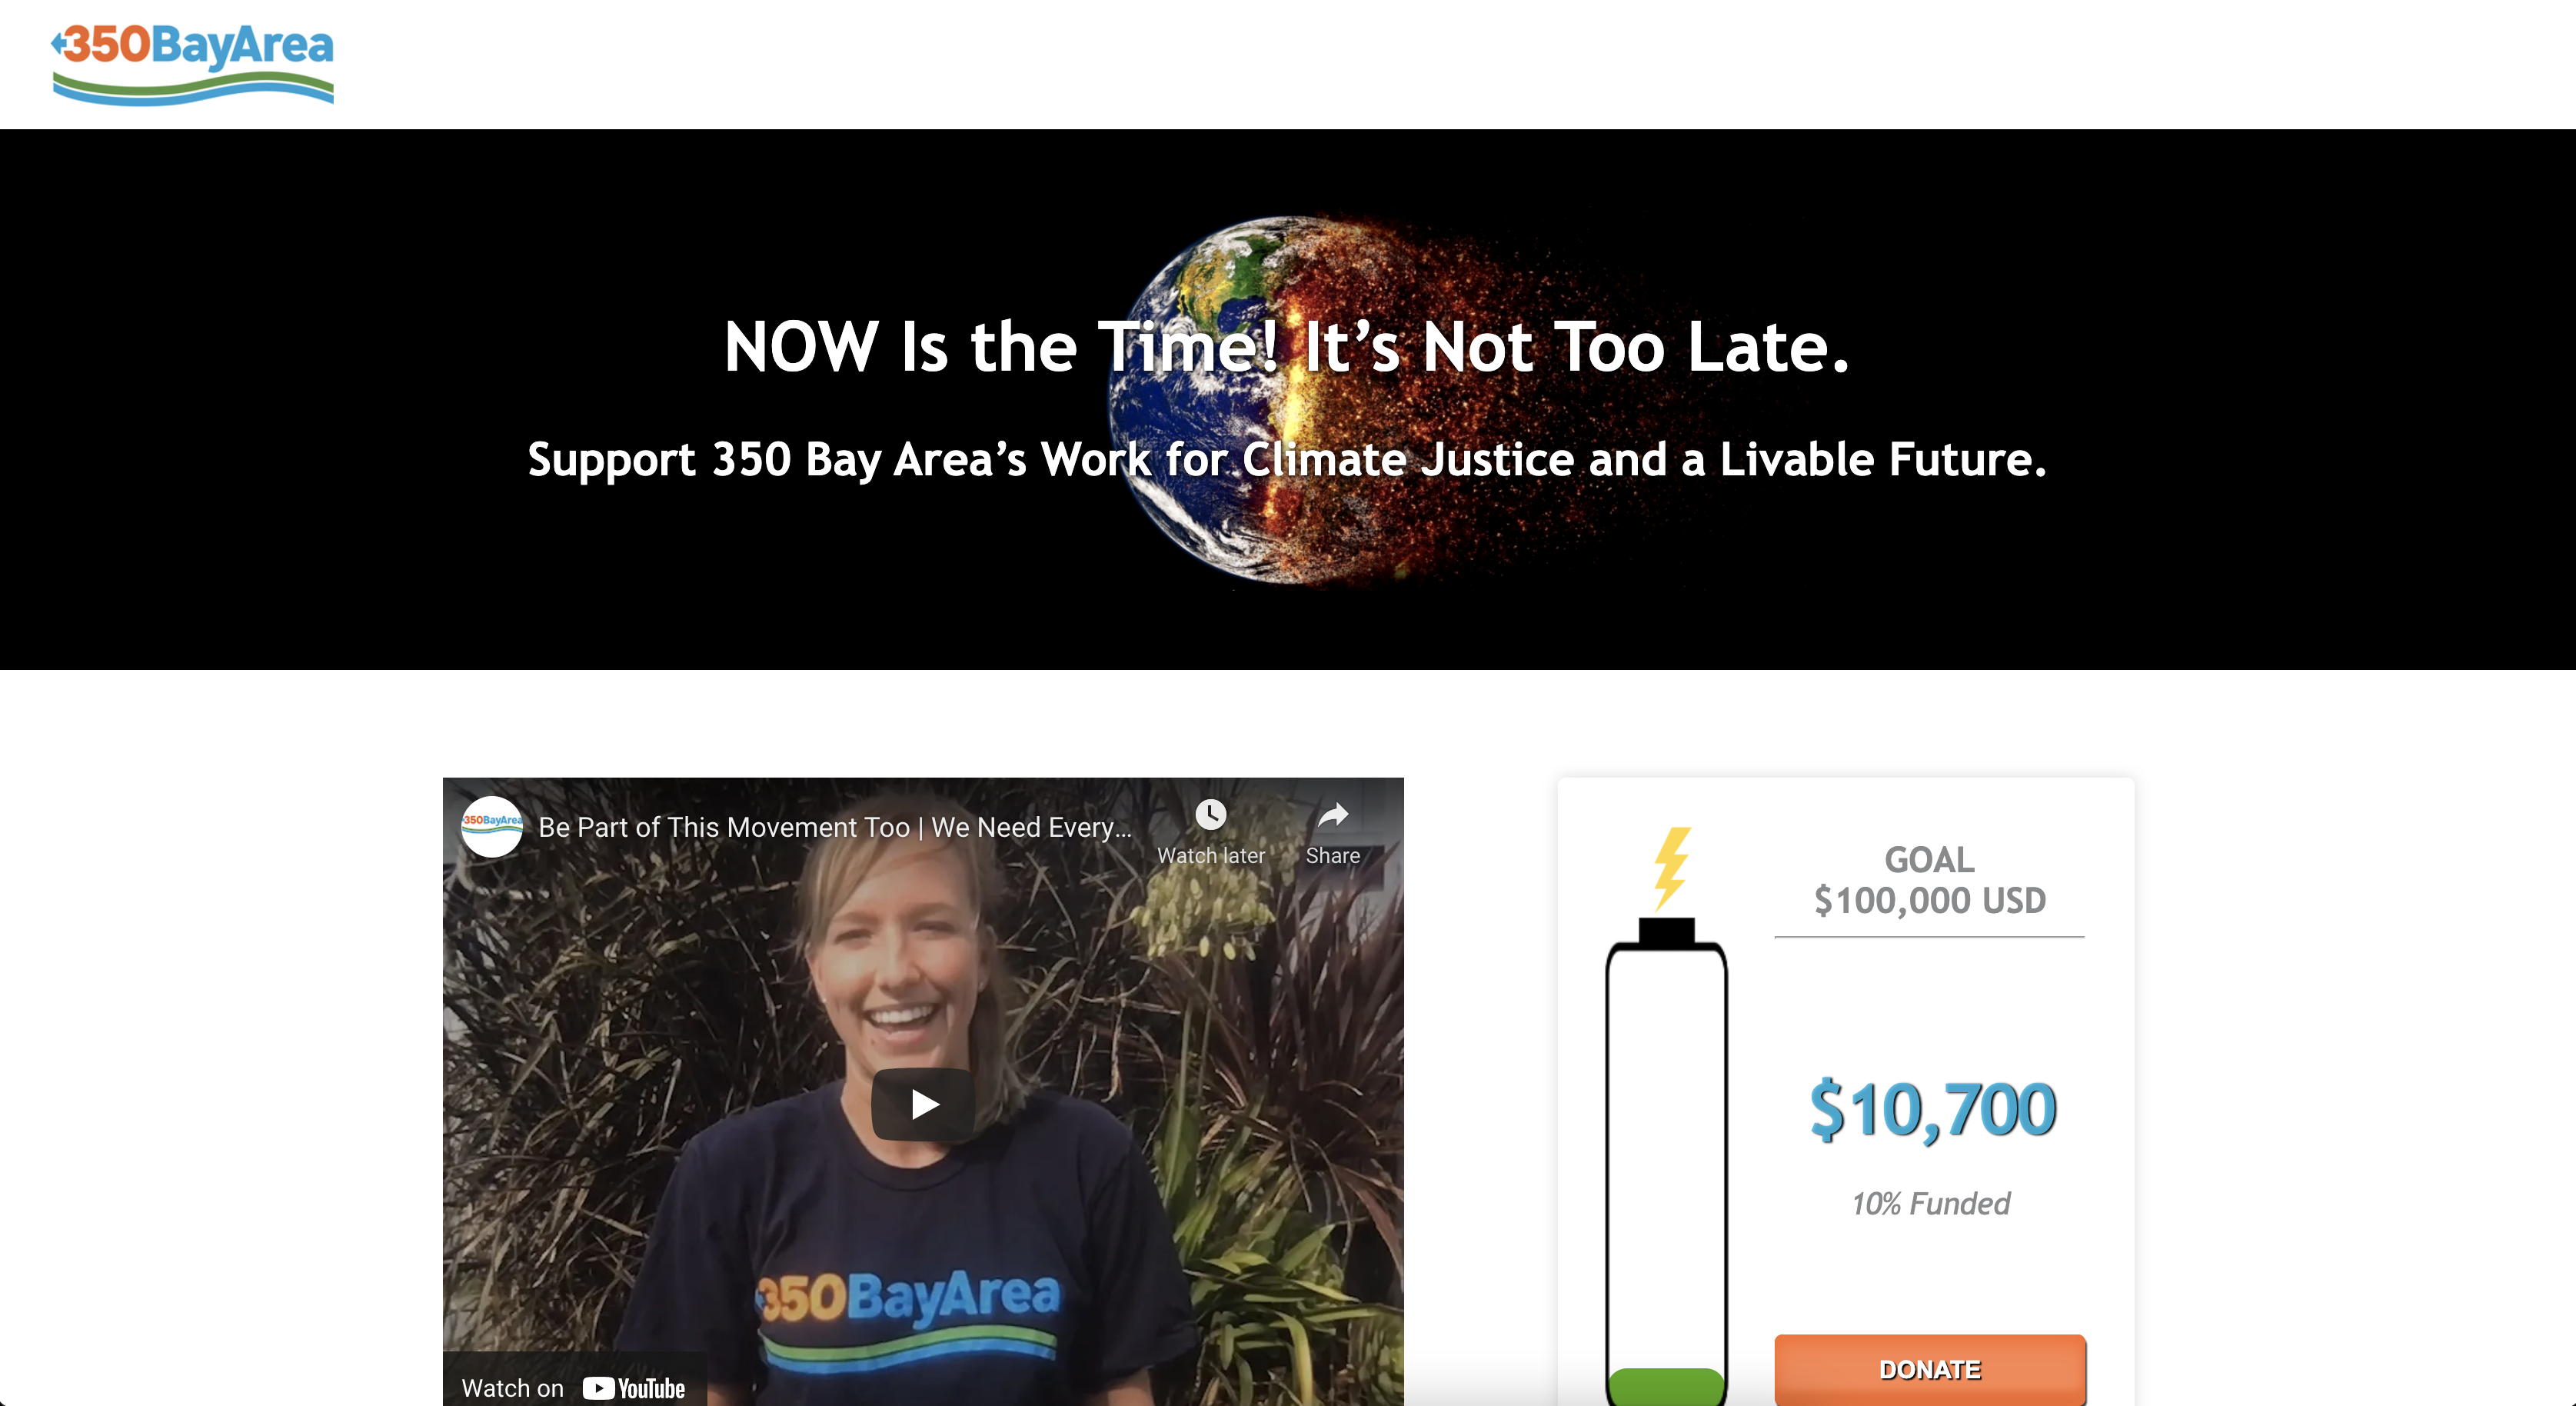 350BayArea
NOW Is the Time! It’s Not Too Late.
Support 350 Bay Area’s Work for Climate Justice and a Livable Future.
350BayArea
Be Part of This Movement Too | We Need Every...
Watch later
Share
350BayArea
Watch on YouTube
GOAL
$100,000 USD
$10,700
10% Funded
DONATE